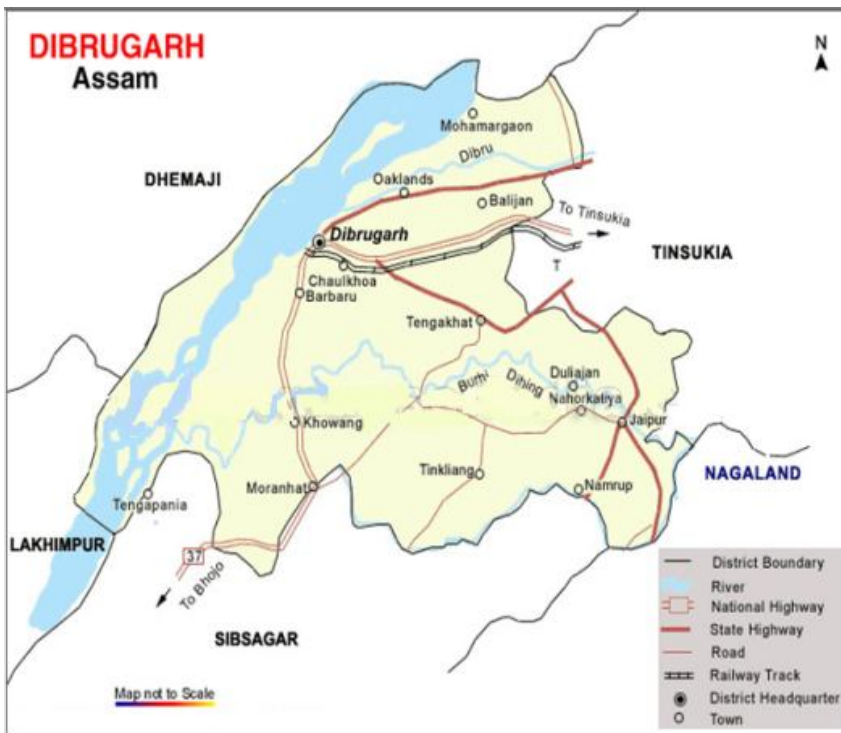 DIBRUGARH
Assam
N
Mohamargaon
Dibru
DHEMAJI
Oaklands
Balijan
To Tinsukia
Dibrugarh
TINSUKIA
T
Chaulkhoa
Barbaru
Tengakhat
Duliajan
Burhi Dihing
Nahorkatiya
Khowang
Jaipur
Tinkliang
NAGALAND
Moranhat
Namrup
Tengapania
LAKHIMPUR
37
To Bhojo
SIBSAGAR
Map not to Scale
District Boundary
River
National Highway
State Highway
Road
Railway Track
District Headquarter
Town